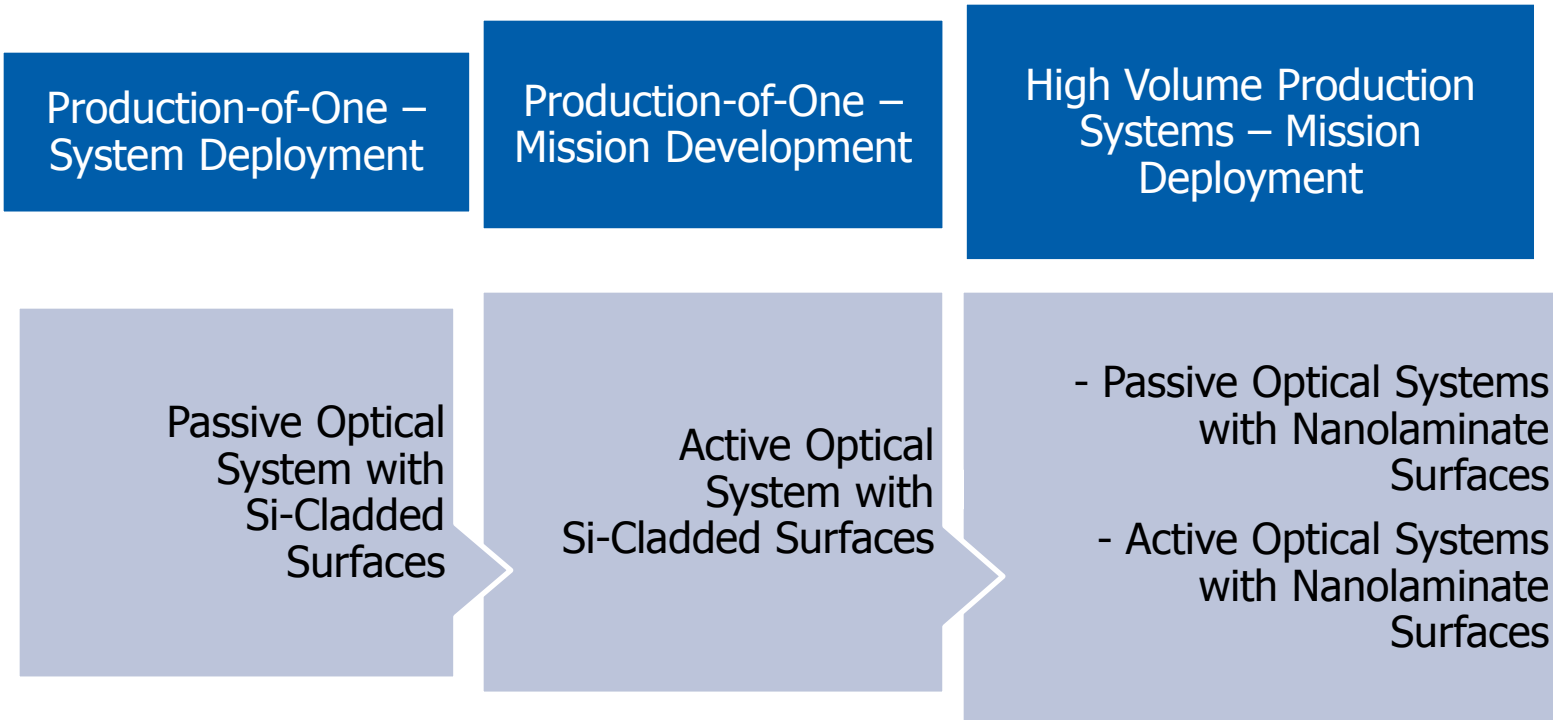 Production-of-One –
System Deployment
Production-of-One –
Mission Development
High Volume Production
Systems – Mission
Deployment
Passive Optical
System with
Si-Cladded
Surfaces
Active Optical
System with
Si-Cladded Surfaces
- Passive Optical Systems
with Nanolaminate
Surfaces
- Active Optical Systems
with Nanolaminate
Surfaces